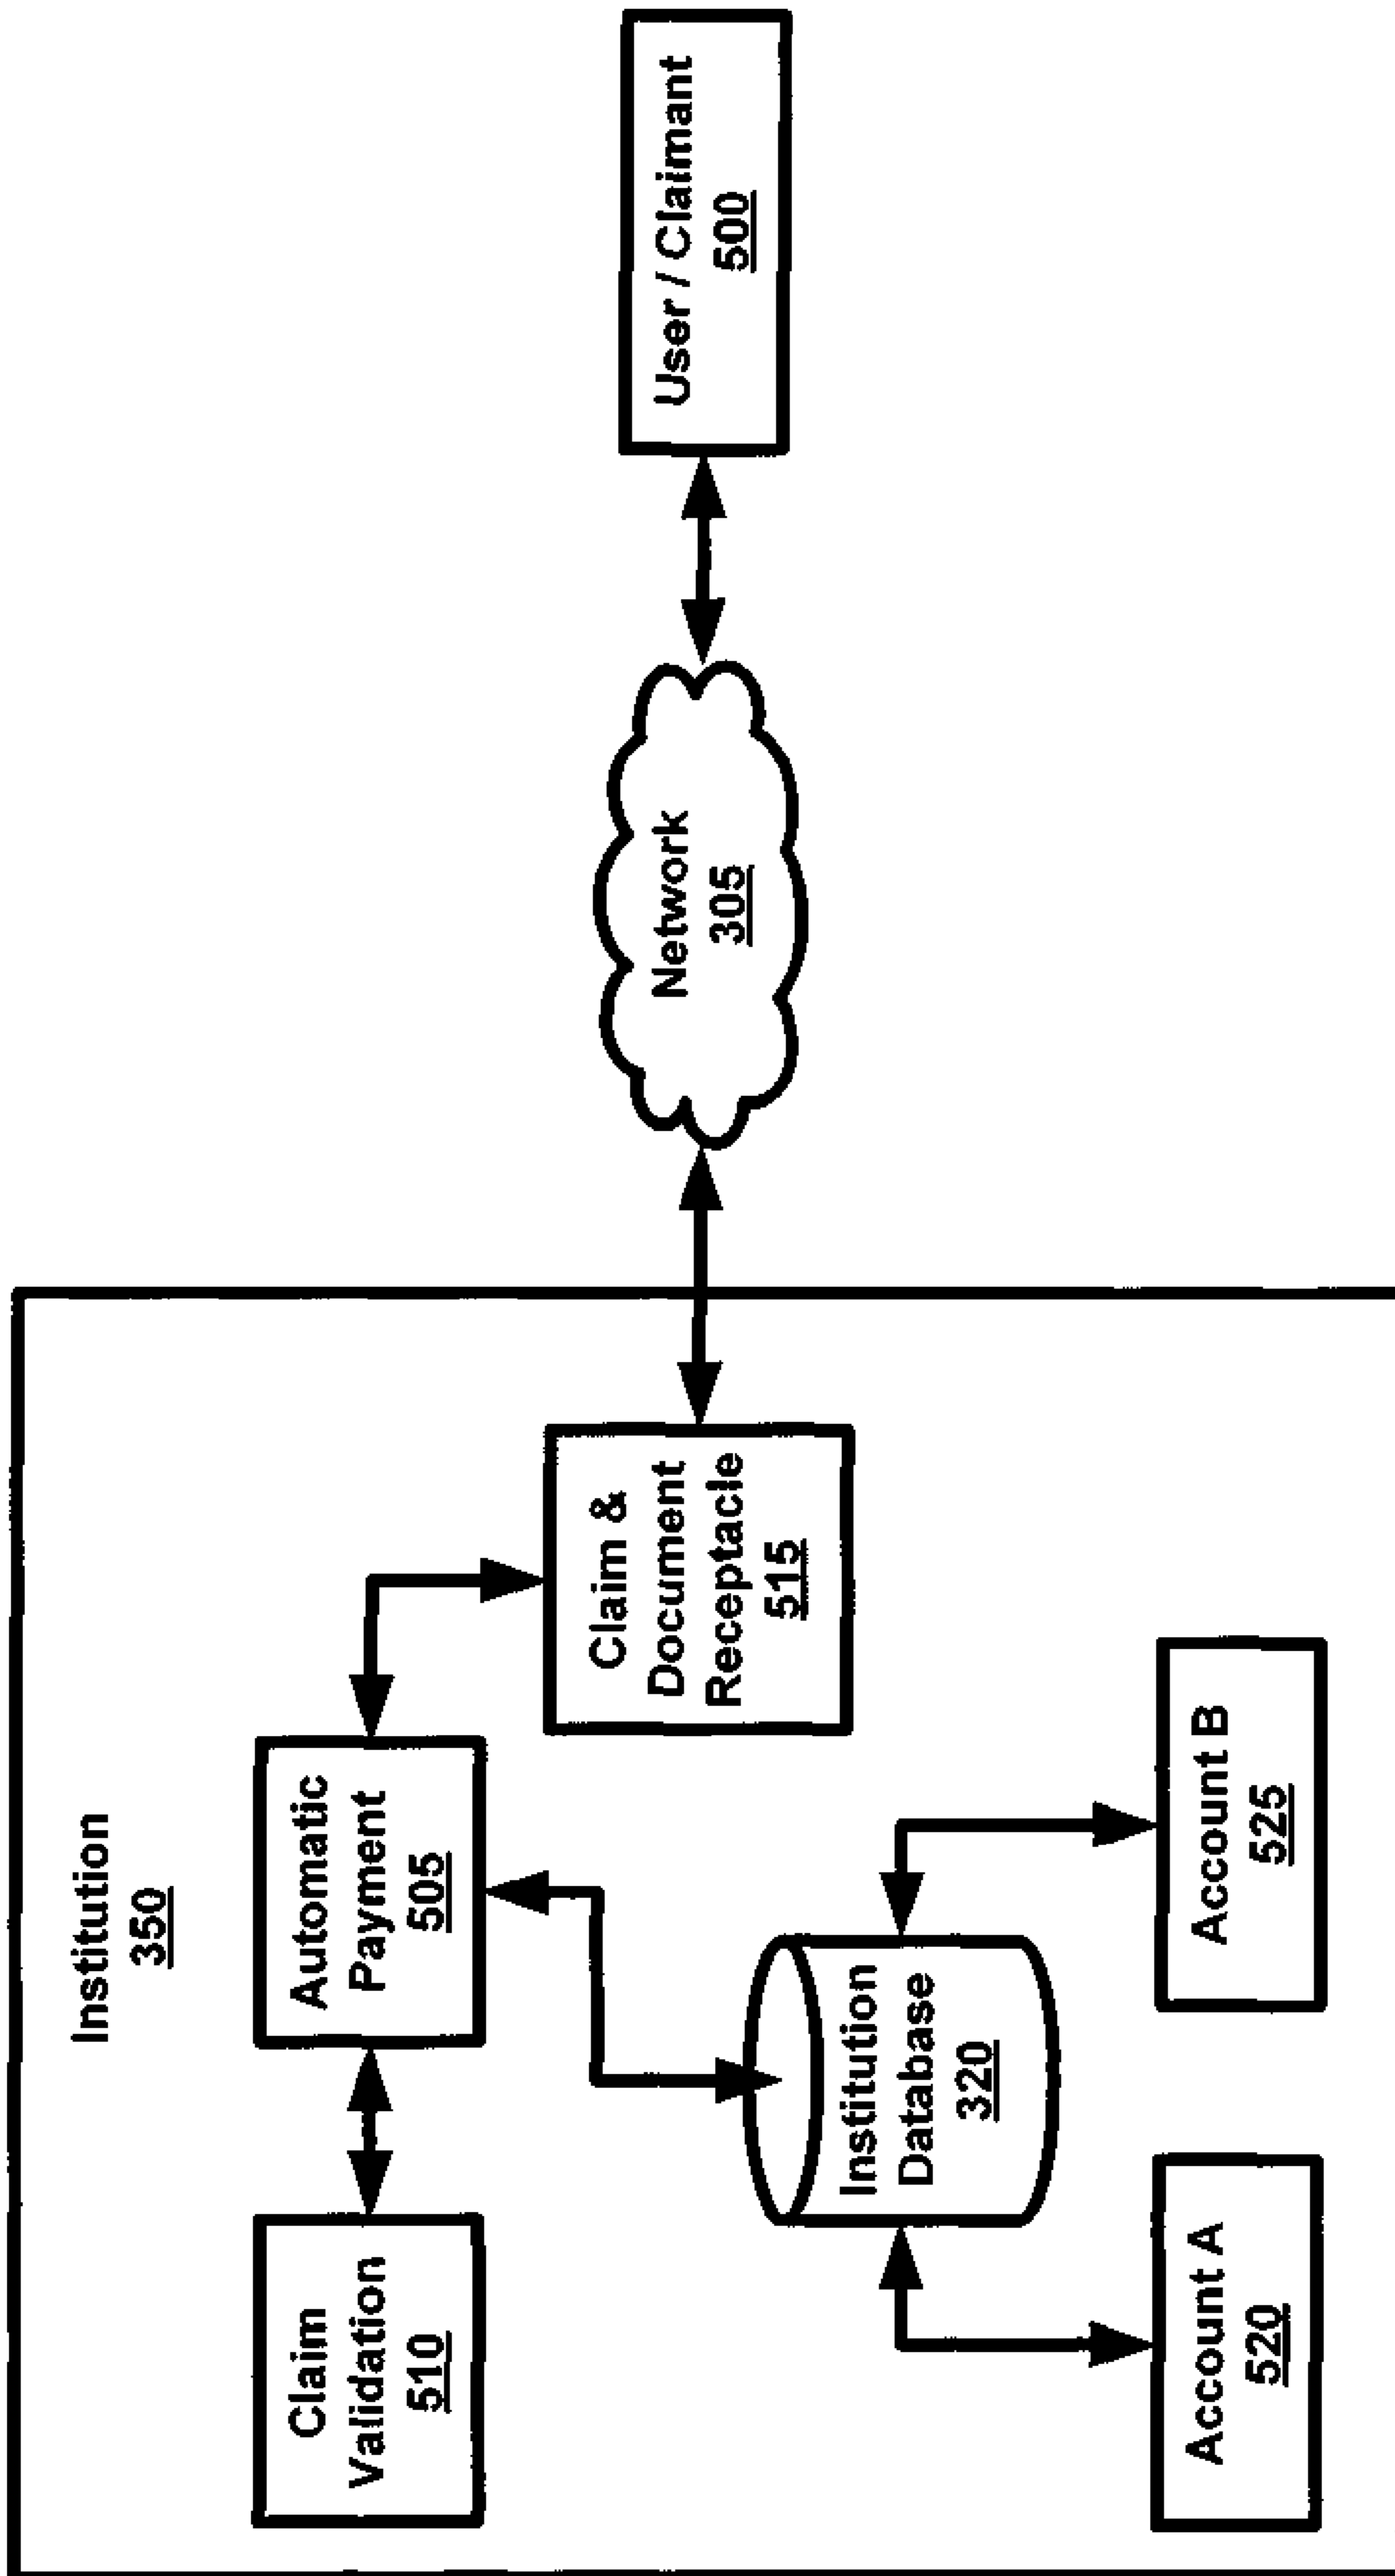 Institution
350
Claim
Validation
510
Automatic
Payment
505
Claim &
Document
Receptacle
515
Network
305
User / Claimant
500
Institution
Database
320
Account A
520
Account B
525